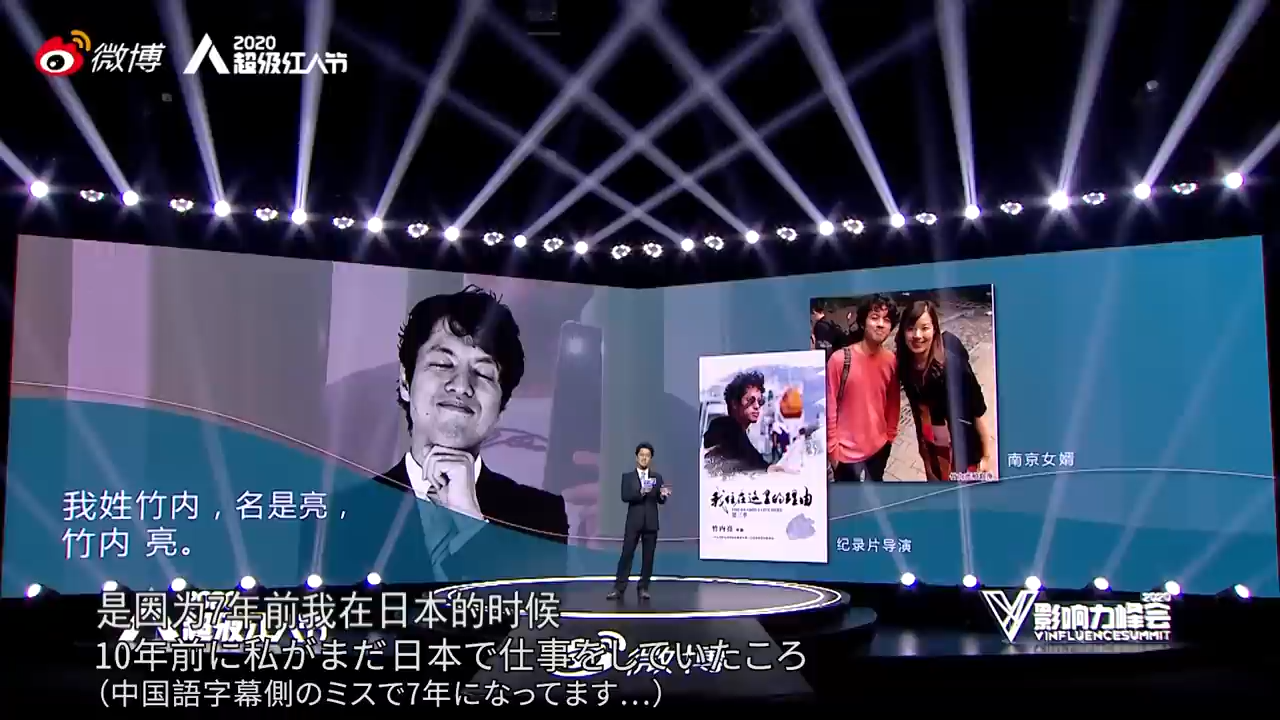 微博
2020
超级红人节
我姓竹内，名是亮，
竹内 亮。
我住在这里的理由
竹内亮
南京女婿
纪录片导演
2020
影响力峰会
VINFLUENCESUMMIT
微博
是因为7年前我在日本的时候
10年前に私がまだ日本で仕事をしていたころ
（中国語字幕側のミスで7年になってます…）